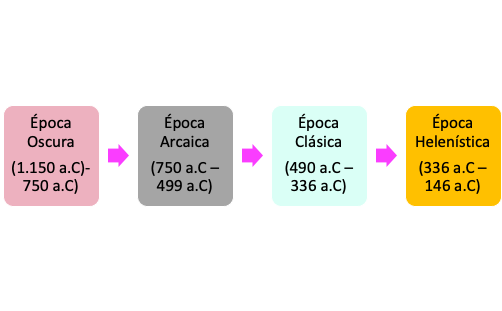 Época
Oscura
(1.150 a.C)-
750 a.C)
Época
Arcaica
(750 a.C –
499 a.C)
Época
Clásica
(490 a.C –
336 a.C)
Época
Helenística
(336 a.C –
146 a.C)